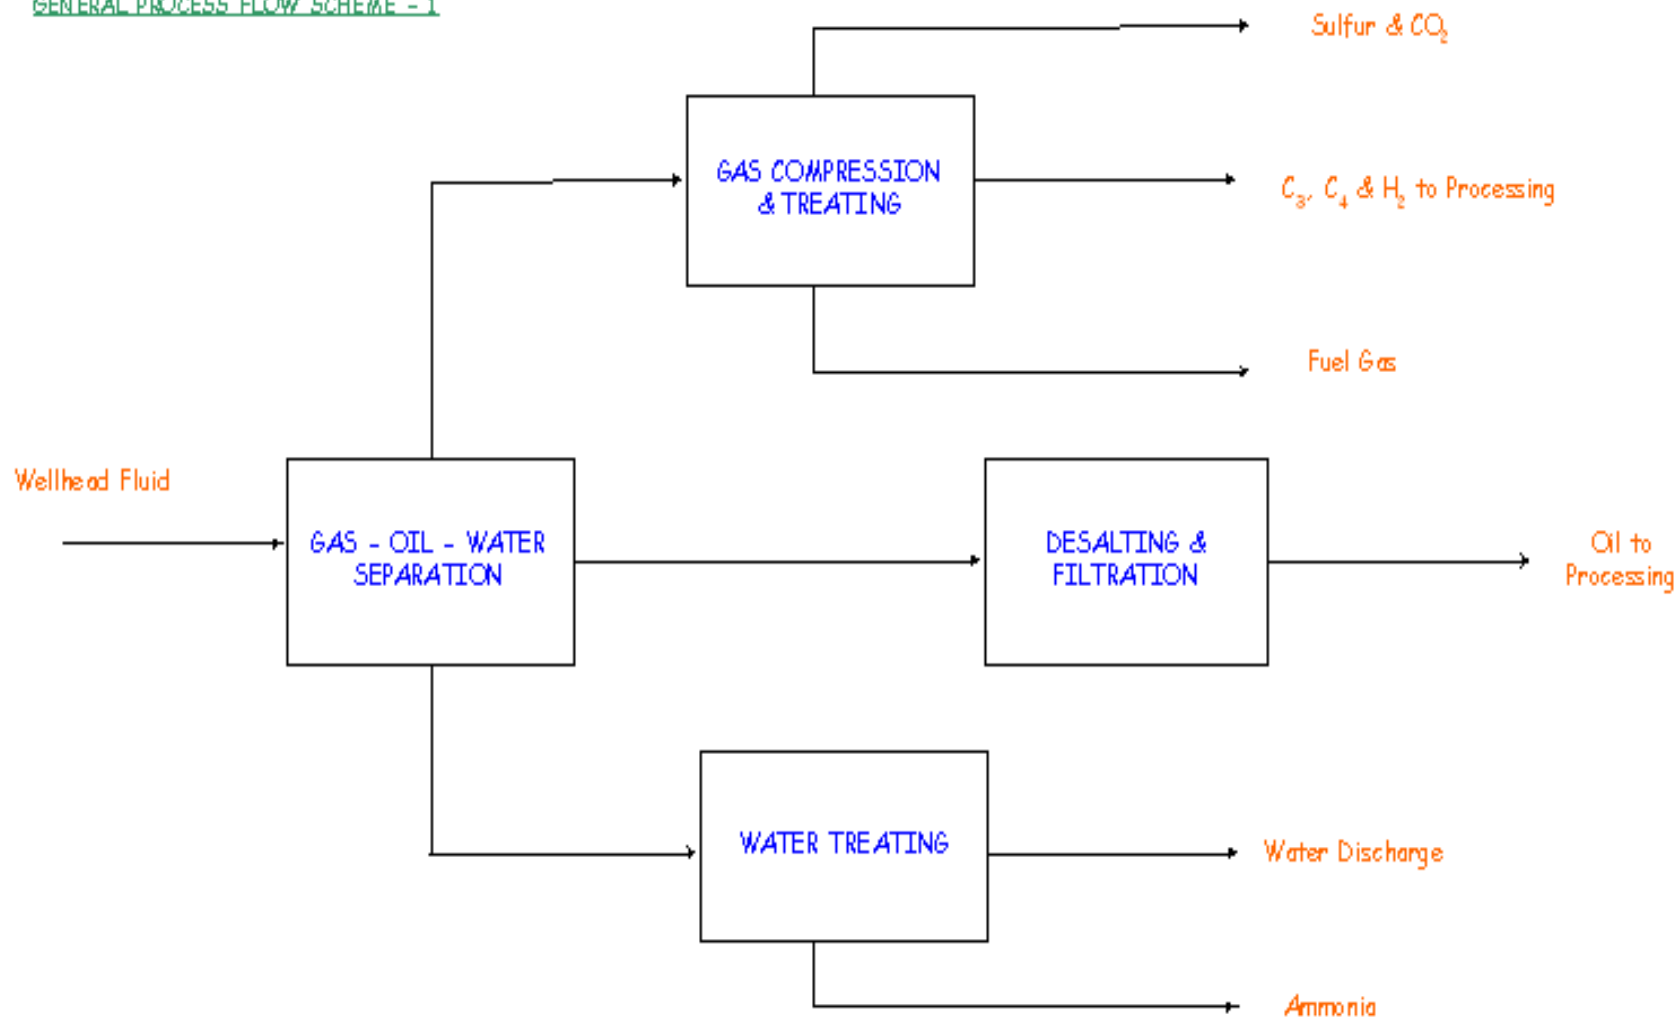 GENERAL PROCESS FLOW SCHEME - 1
Sulfur & CO₂
GAS COMPRESSION
& TREATING
C₃, C₄ & H₂ to Processing
Fuel Gas
Wellhead Fluid
GAS - OIL - WATER
SEPARATION
DESALTING &
FILTRATION
Oil to
Processing
WATER TREATING
Water Discharge
Ammonia